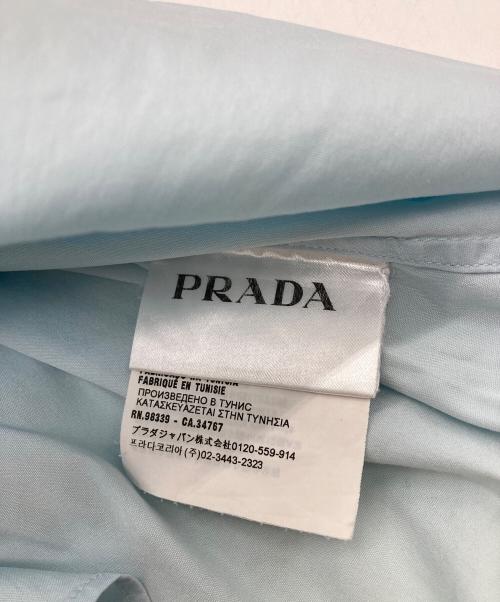 PRADA
FABRIQUÉ EN TUNISIE
ПРОИЗВЕДЕНО В ТУНИС
ΚΑΤΑΣΚΕΥΑΖΕΤΑΙ ΣΤΗΝ ΤΥΝΗΣΙΑ
RN.98339 - CA.34767
プラダジャパン株式会社0120-559-914
프라다코리아 (주)02-3443-2323